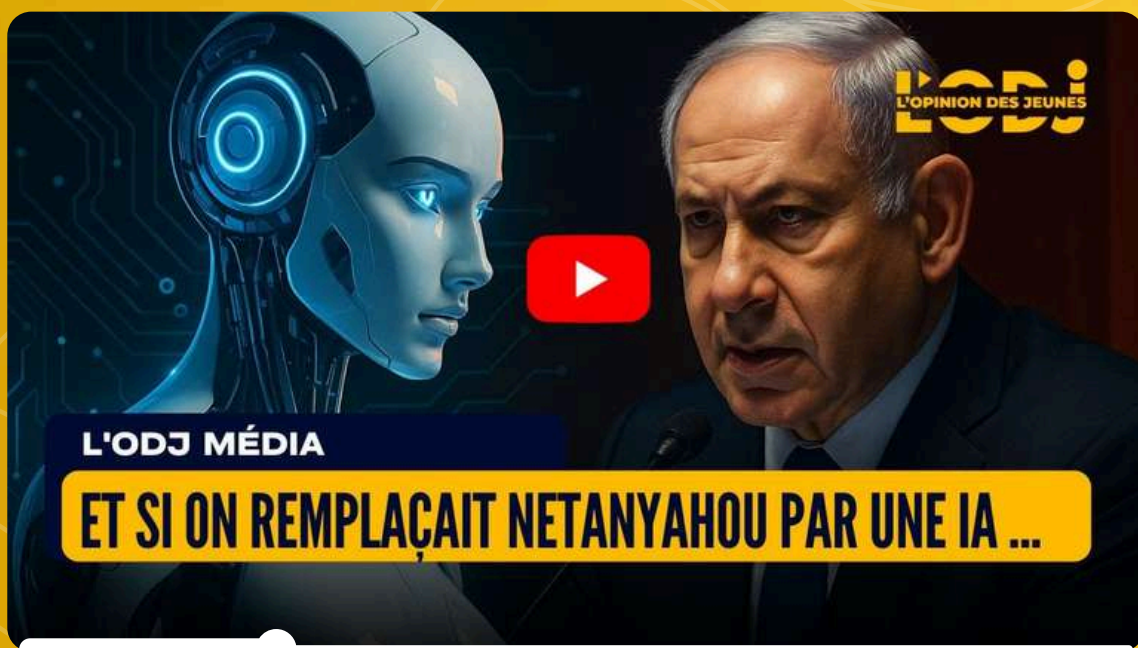 L'ODJ
L'OPINION DES JEUNES
L'ODJ MÉDIA
ET SI ON REMPLAÇAIT NETANYAHOU PAR UNE IA ...